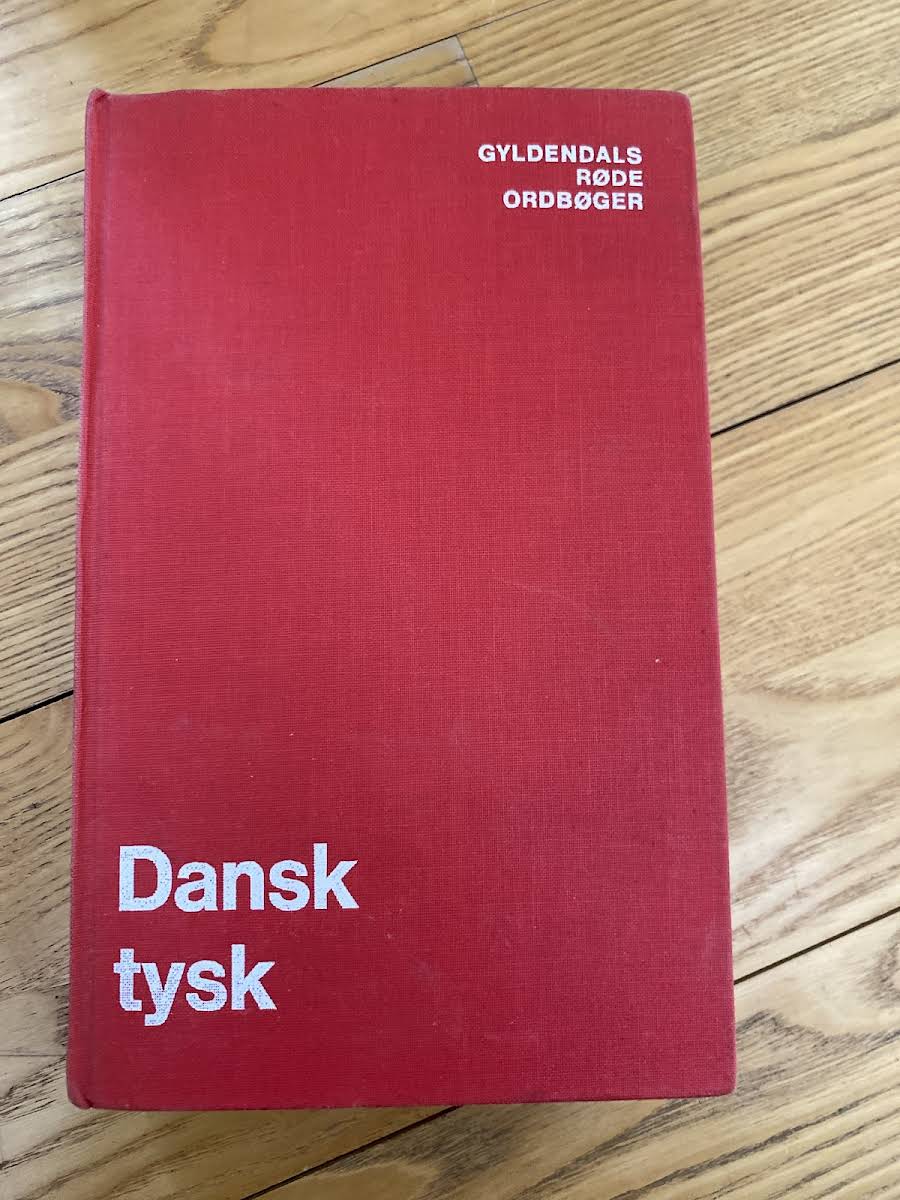 GYLDENDALS
RØDE
ORDBØGER
Dansk
tysk